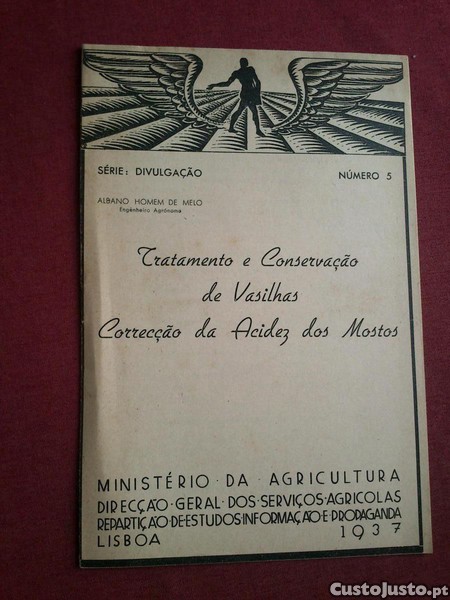 SÉRIE: DIVULGAÇÃO NÚMERO 5
ALBANO HOMEM DE MELO
Engenheiro Agrónomo
Tratamento e Conservação
de Vasilhas
Correcção da Acidez dos Mostos
MINISTÉRIO DA AGRICULTURA
DIRECÇÃO·GERAL·DOS·SERVIÇOS·AGRICOLAS
REPARTIÇÃO·DE·ESTUDOS·INFORMAÇÃO·E·PROPAGANDA
LISBOA 1937
CustoJusto.pt